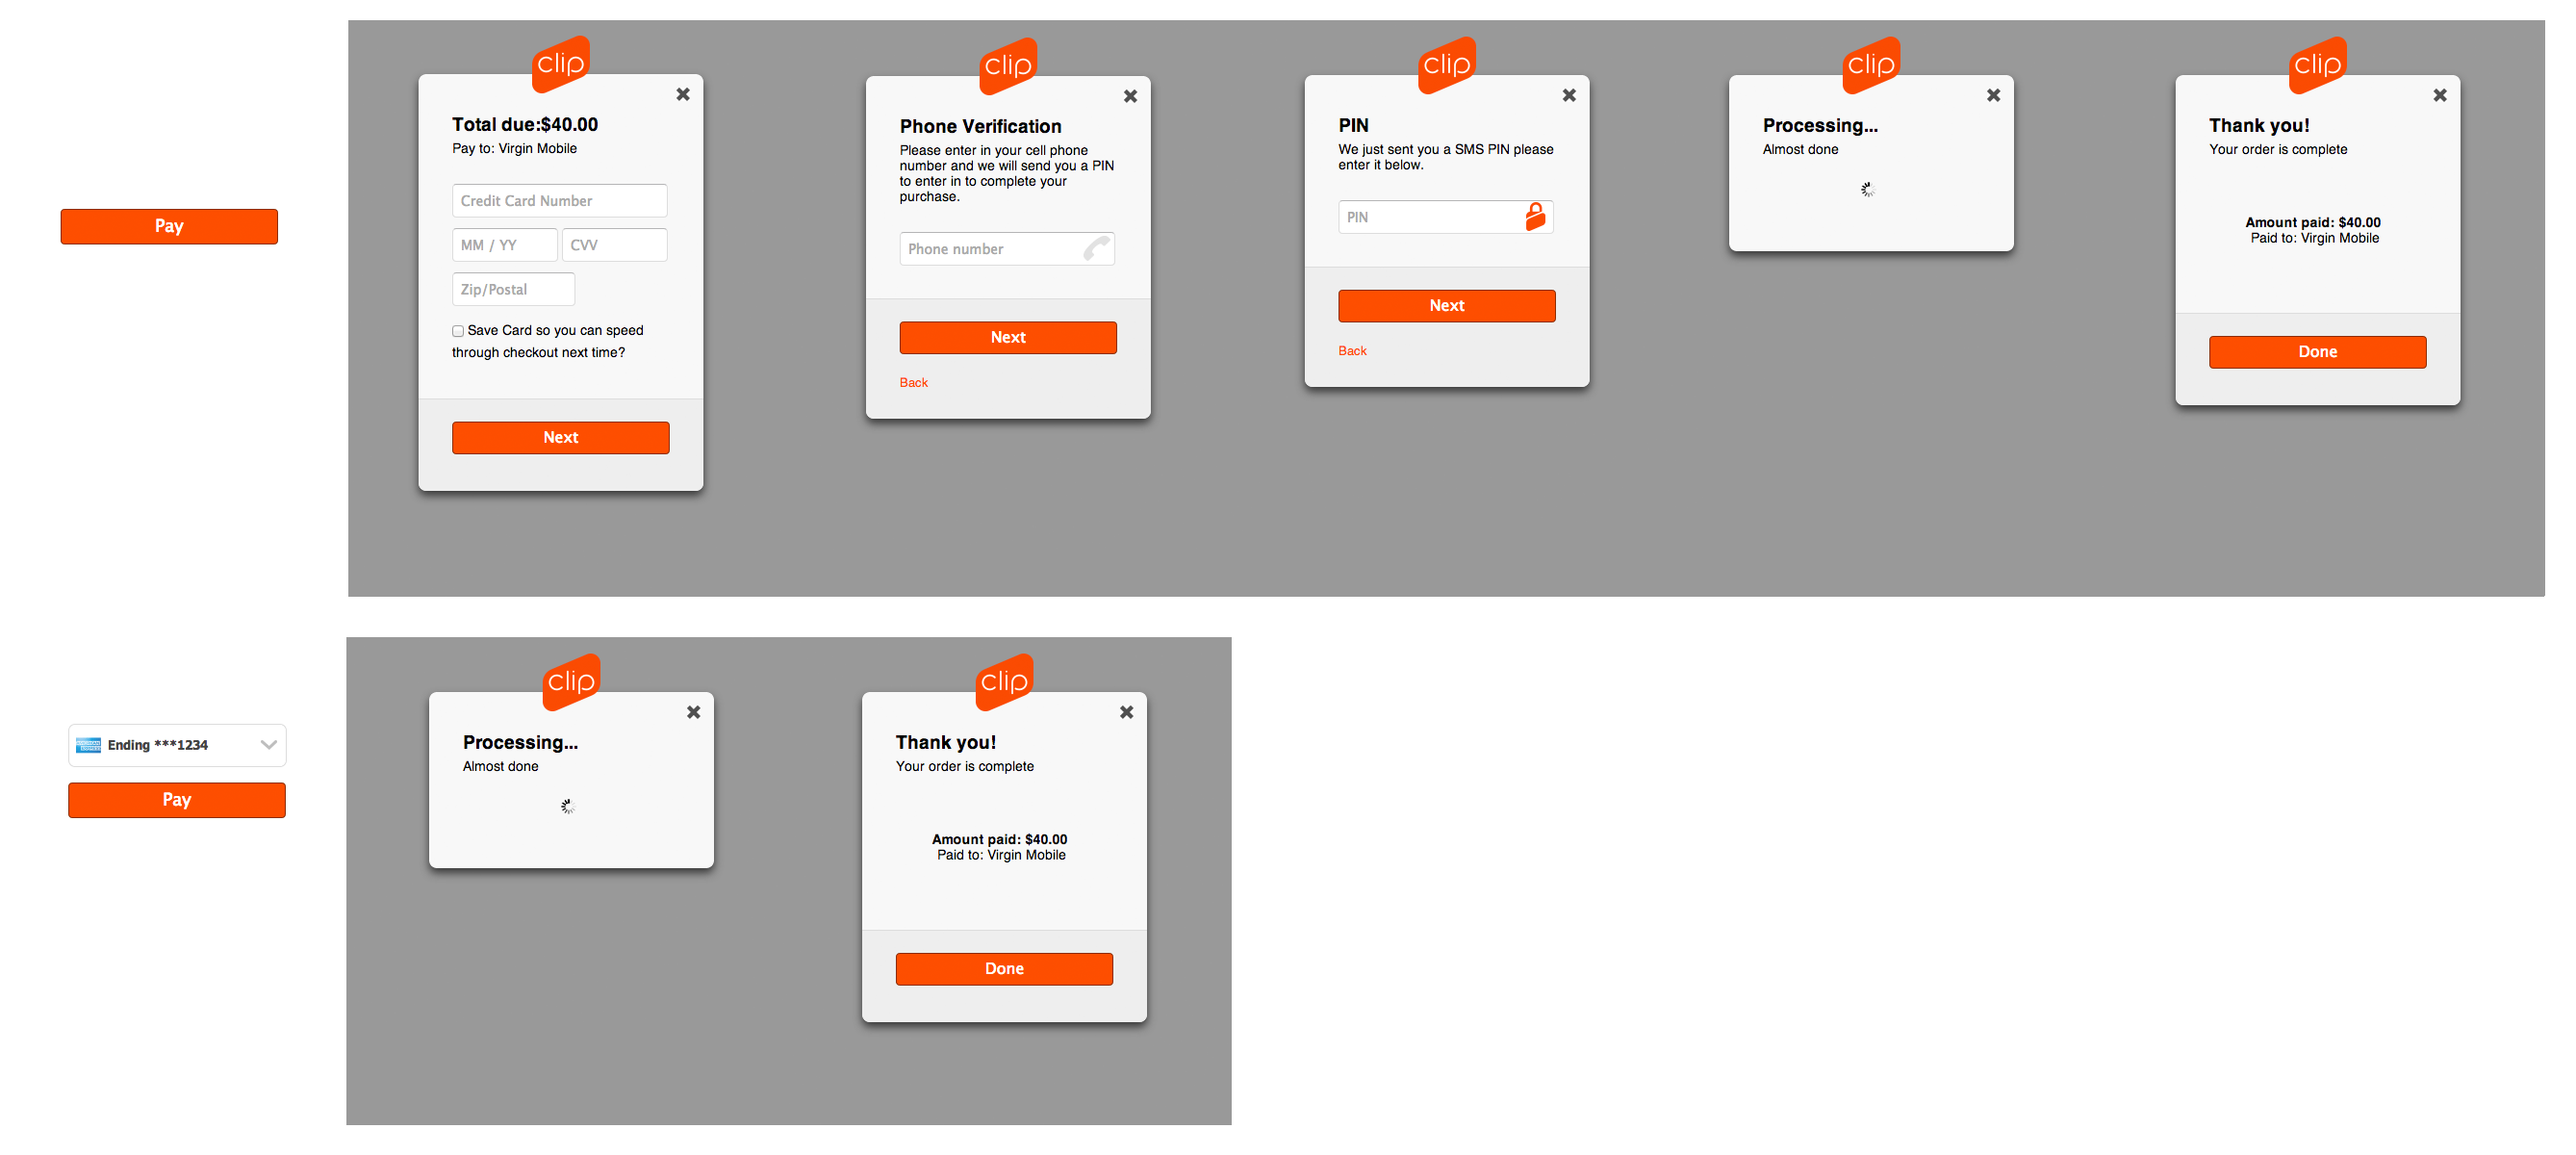 Pay
clip
Total due:$40.00
Pay to: Virgin Mobile
Credit Card Number
MM / YY
CVV
Zip/Postal
Save Card so you can speed
through checkout next time?
Next
clip
Phone Verification
Please enter in your cell phone
number and we will send you a PIN
to enter in to complete your
purchase.
Phone number
Next
Back
clip
PIN
We just sent you a SMS PIN please
enter it below.
PIN
Next
Back
clip
Processing...
Almost done
clip
Thank you!
Your order is complete
Amount paid: $40.00
Paid to: Virgin Mobile
Done
Ending ***1234
Pay
clip
Processing...
Almost done
clip
Thank you!
Your order is complete
Amount paid: $40.00
Paid to: Virgin Mobile
Done